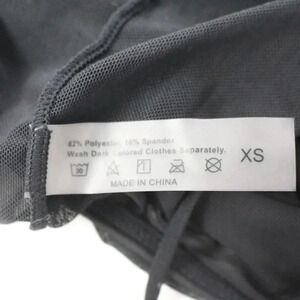 82% Polyester, 18% Spandex
Wash Dark Colored Clothes Separately.
30
XS
MADE IN CHINA